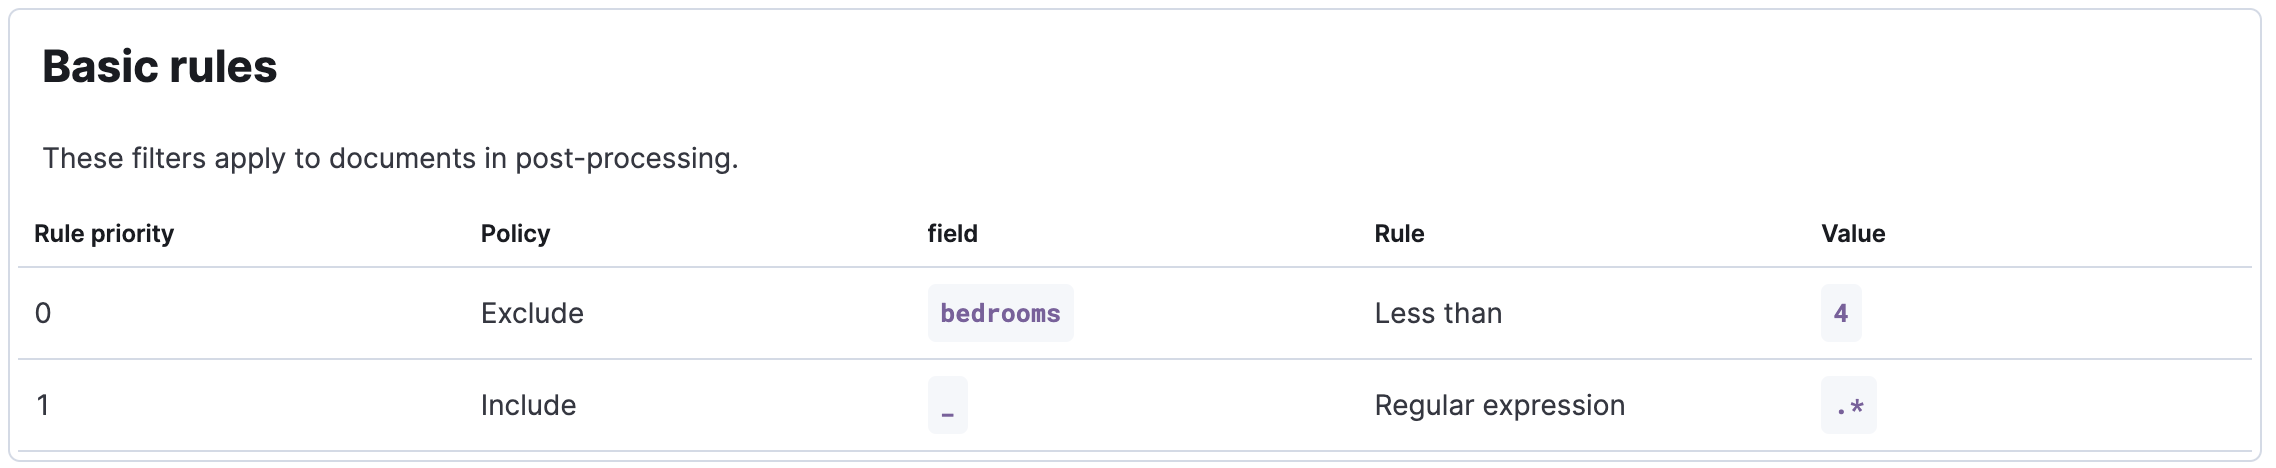 Basic rules
These filters apply to documents in post-processing.
Rule priority Policy field Rule Value
0 Exclude bedrooms Less than 4
1 Include _ Regular expression .*